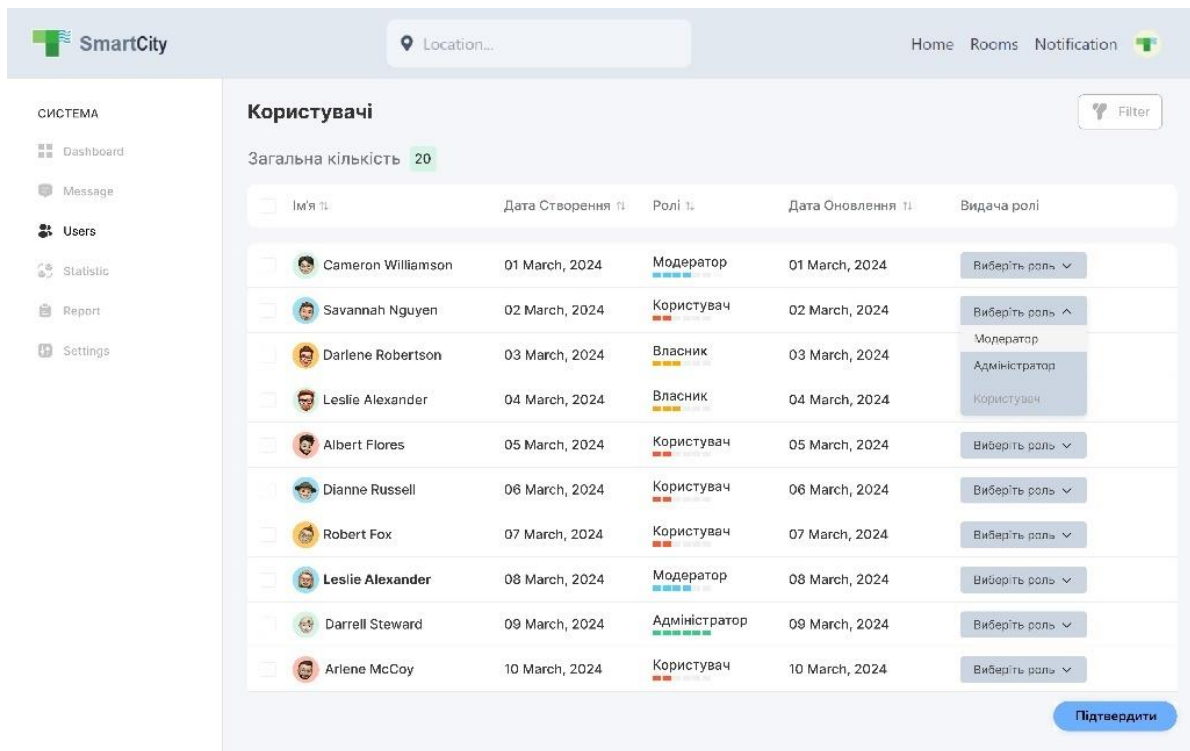 SmartCity
Location...
Home Rooms Notification
СИСТЕМА
Dashboard
Message
Users
Statistic
Report
Settings
Користувачі
Filter
Загальна кількість 20
Ім'я Дата Створення Ролі Дата Оновлення Видача ролі
Cameron Williamson 01 March, 2024 Модератор 01 March, 2024 Виберіть роль
Savannah Nguyen 02 March, 2024 Користувач 02 March, 2024 Виберіть роль
Модератор
Darlene Robertson 03 March, 2024 Власник 03 March, 2024
Адміністратор
Leslie Alexander 04 March, 2024 Власник 04 March, 2024
Користувач
Albert Flores 05 March, 2024 Користувач 05 March, 2024 Виберіть роль
Dianne Russell 06 March, 2024 Користувач 06 March, 2024 Виберіть роль
Robert Fox 07 March, 2024 Користувач 07 March, 2024 Виберіть роль
Leslie Alexander 08 March, 2024 Модератор 08 March, 2024 Виберіть роль
Darrell Steward 09 March, 2024 Адміністратор 09 March, 2024 Виберіть роль
Arlene McCoy 10 March, 2024 Користувач 10 March, 2024 Виберіть роль
Підтвердити